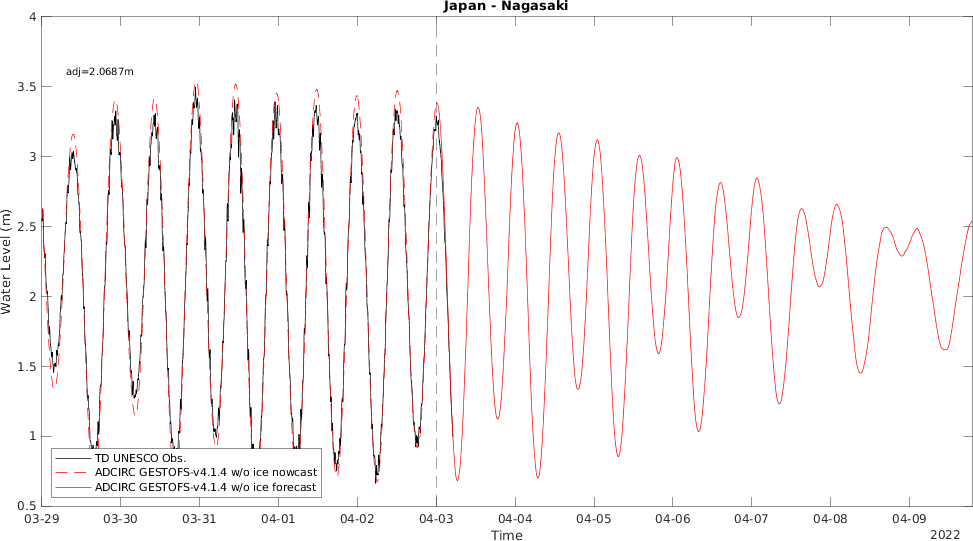 Japan - Nagasaki
adj=2.0687m
Water Level (m)
4
3.5
3
2.5
2
1.5
1
0.5
TD UNESCO Obs.
ADCIRC GESTOFS-v4.1.4 w/o ice nowcast
ADCIRC GESTOFS-v4.1.4 w/o ice forecast
03-29 03-30 03-31 04-01 04-02 04-03 04-04 04-05 04-06 04-07 04-08 04-09
Time
2022